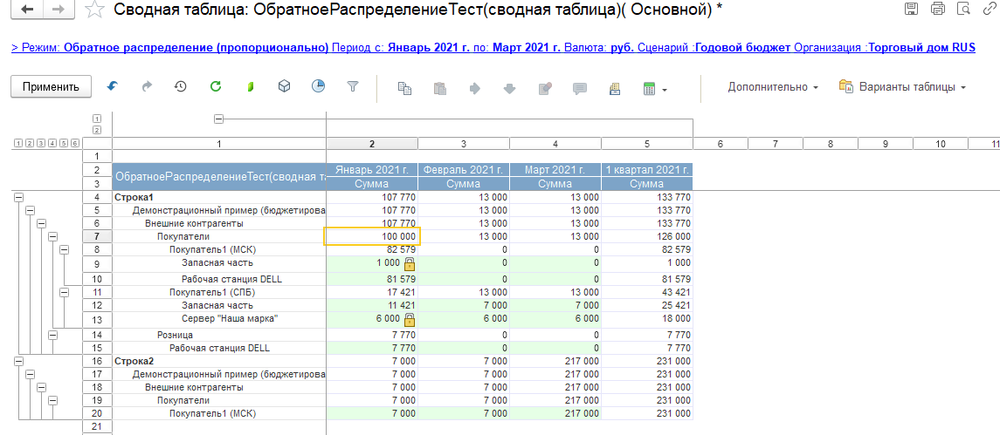 Сводная таблица: ОбратноеРаспределениеТест(сводная таблица)( Основной) *
> Режим: Обратное распределение (пропорционально) Период с: Январь 2021 г. по: Март 2021 г. Валюта: руб. Сценарий :Годовой бюджет Организация :Торговый дом RUS
Применить Дополнительно Варианты таблицы
1
2
1 2 3 4 5 6 1 2 3 4 5 6 7 8 9 10 11
1
2 ОбратноеРаспределениеТест(сводная та Январь 2021 г. Февраль 2021 г. Март 2021 г. 1 квартал 2021 г.
3 Сумма Сумма Сумма Сумма
4 Строка1 107 770 13 000 13 000 133 770
5 Демонстрационный пример (бюджетирова 107 770 13 000 13 000 133 770
6 Внешние контрагенты 107 770 13 000 13 000 133 770
7 Покупатели 100 000 13 000 13 000 126 000
8 Покупатель1 (МСК) 82 579 0 0 82 579
9 Запасная часть 1 000 0 0 1 000
10 Рабочая станция DELL 81 579 0 0 81 579
11 Покупатель1 (СПБ) 17 421 13 000 13 000 43 421
12 Запасная часть 11 421 7 000 7 000 25 421
13 Сервер "Наша марка" 6 000 6 000 6 000 18 000
14 Розница 7 770 0 0 7 770
15 Рабочая станция DELL 7 770 0 0 7 770
16 Строка2 7 000 7 000 217 000 231 000
17 Демонстрационный пример (бюджетирова 7 000 7 000 217 000 231 000
18 Внешние контрагенты 7 000 7 000 217 000 231 000
19 Покупатели 7 000 7 000 217 000 231 000
20 Покупатель1 (МСК) 7 000 7 000 217 000 231 000
21